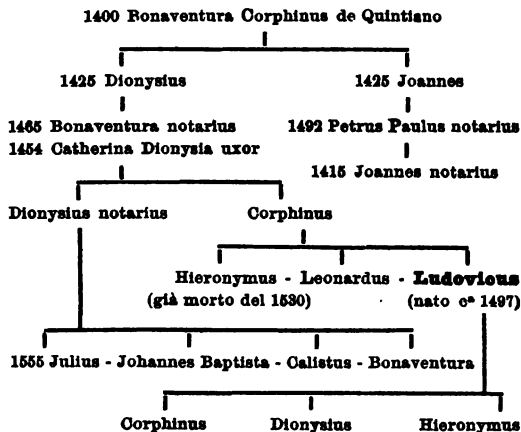 1400 Bonaventura Corphinus de Quintiano
1425 Dionysius 1425 Joannes
1465 Bonaventura notarius 1492 Petrus Paulus notarius
1454 Catherina Dionysia uxor
1415 Joannes notarius
Dionysius notarius Corphinus
Hieronymus - Leonardus - Ludovicus
(già morto del 1530) (nato cª 1497)
1555 Julius - Johannes Baptista - Calistus - Bonaventura
Corphinus Dionysius Hieronymus